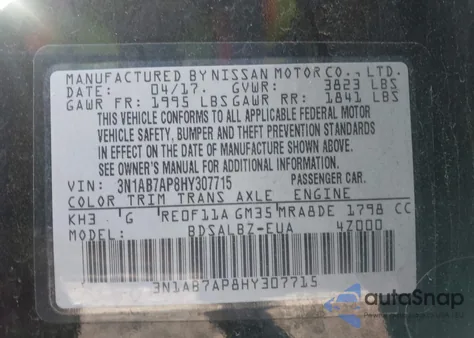 MANUFACTURED BY NISSAN MOTOR CO., LTD.
DATE: 04/17. GVWR: 3823 LBS
GAWR FR: 1995 LBS GAWR RR: 1841 LBS
THIS VEHICLE CONFORMS TO ALL APPLICABLE FEDERAL MOTOR
VEHICLE SAFETY, BUMPER AND THEFT PREVENTION STANDARDS
IN EFFECT ON THE DATE OF MANUFACTURE SHOWN ABOVE.
SEE OWNER'S MANUAL FOR ADDITIONAL INFORMATION.
VIN: 3N1AB7AP8HY307715 PASSENGER CAR.
COLOR TRIM TRANS AXLE ENGINE
KH3 G RE0F11A GM35 MRA8DE 1798 CC
MODEL: BDSALBZ-EUA 4Z000
3N1AB7AP8HY307715
autoSnap